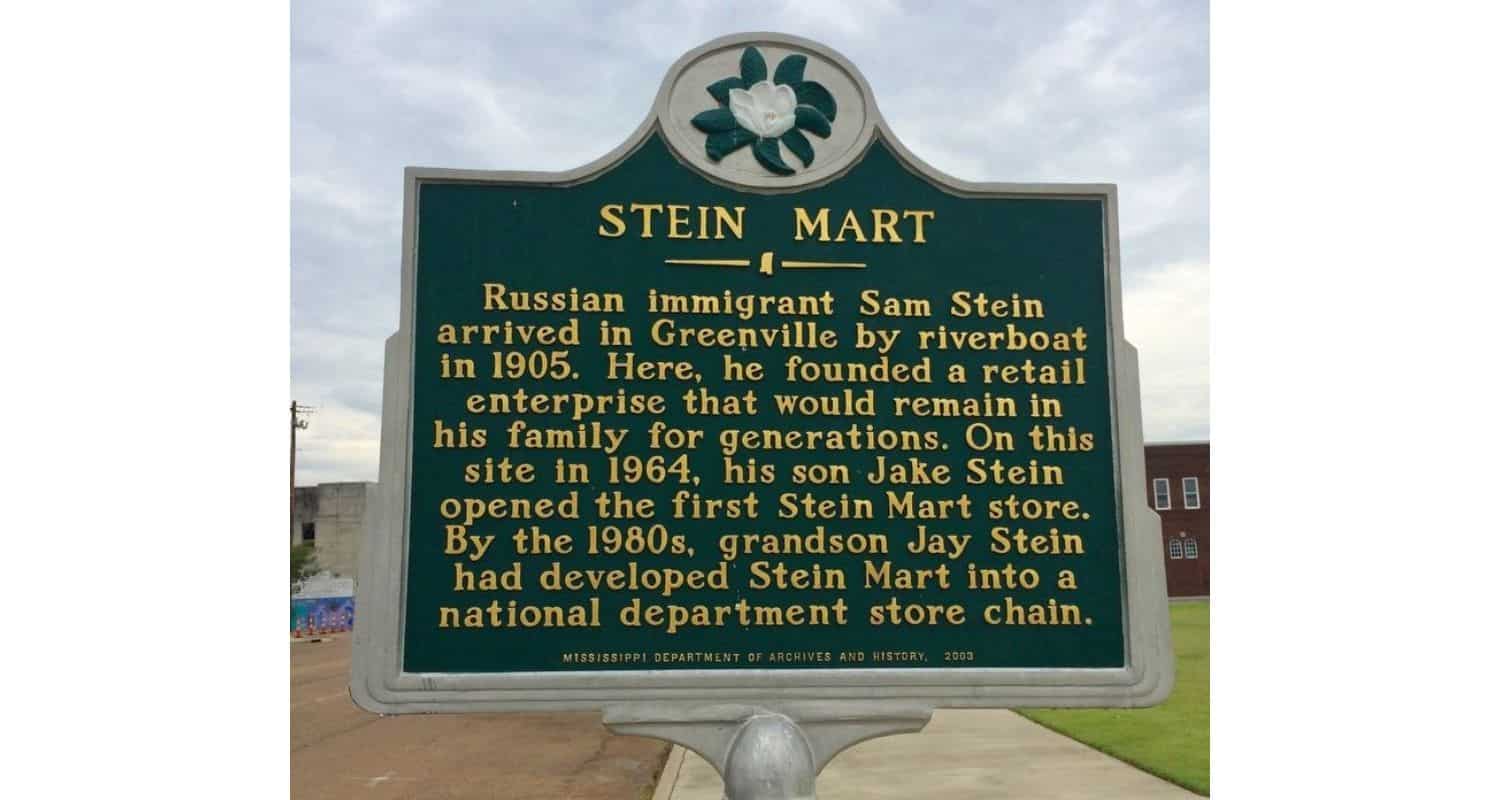 STEIN MART
Russian immigrant Sam Stein
arrived in Greenville by riverboat
in 1905. Here, he founded a retail
enterprise that would remain in
his family for generations. On this
site in 1964, his son Jake Stein
opened the first Stein Mart store.
By the 1980s, grandson Jay Stein
had developed Stein Mart into a
national department store chain.
MISSISSIPPI DEPARTMENT OF ARCHIVES AND HISTORY, 2003